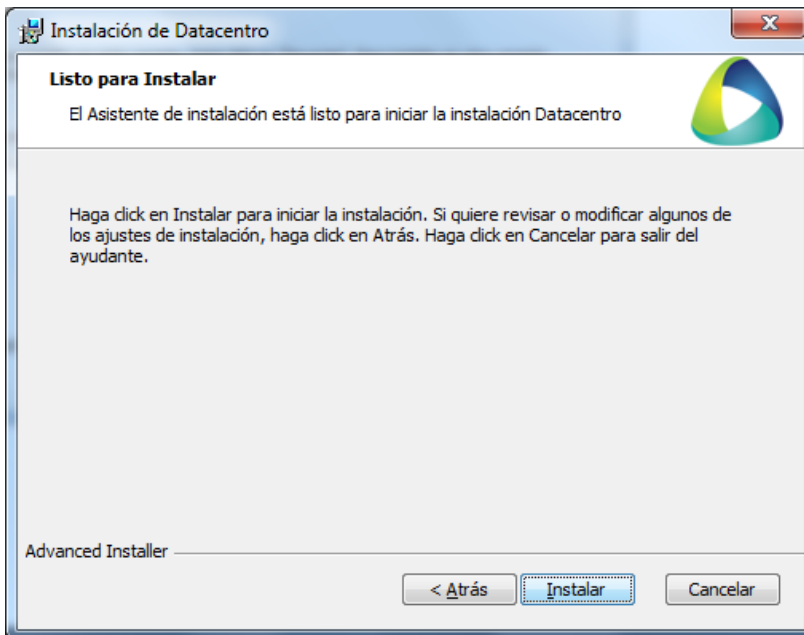 Instalación de Datacentro
Listo para Instalar
El Asistente de instalación está listo para iniciar la instalación Datacentro
Haga click en Instalar para iniciar la instalación. Si quiere revisar o modificar algunos de
los ajustes de instalación, haga click en Atrás. Haga click en Cancelar para salir del
ayudante.
Advanced Installer
< Atrás
Instalar
Cancelar